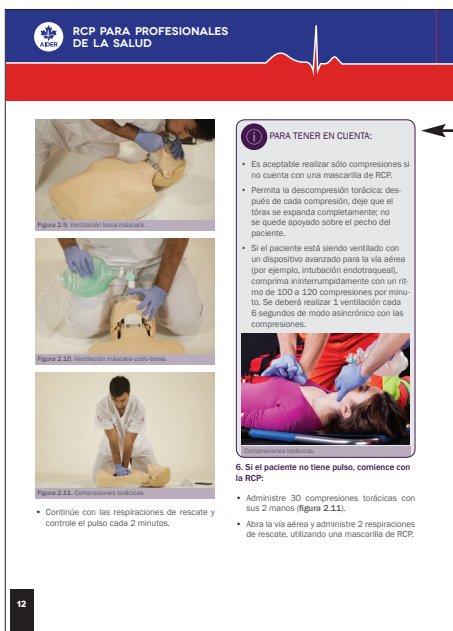 AIDER
RCP PARA PROFESIONALES
DE LA SALUD
Figura 2.9. Ventilación boca-máscara.
Figura 2.10. Ventilación máscara-codo-bolsa.
Figura 2.11. Compresiones torácicas.
• Continúe con las respiraciones de rescate y
controle el pulso cada 2 minutos.
i
PARA TENER EN CUENTA:
• Es aceptable realizar sólo compresiones si
no cuenta con una mascarilla de RCP.
• Permita la descompresión torácica: des-
pués de cada compresión, deje que el
tórax se expanda completamente; no
se quede apoyado sobre el pecho del
paciente.
• Si el paciente está siendo ventilado con
un dispositivo avanzado para la vía aérea
(por ejemplo, intubación endotraqueal),
comprima ininterrumpidamente con un rit-
mo de 100 a 120 compresiones por minu-
to. Se deberá realizar 1 ventilación cada
6 segundos de modo asincrónico con las
compresiones.
Compresiones torácicas.
6. Si el paciente no tiene pulso, comience con
la RCP:
• Administre 30 compresiones torácicas con
sus 2 manos (figura 2.11).
• Abra la vía aérea y administre 2 respiraciones
de rescate, utilizando una mascarilla de RCP.
12